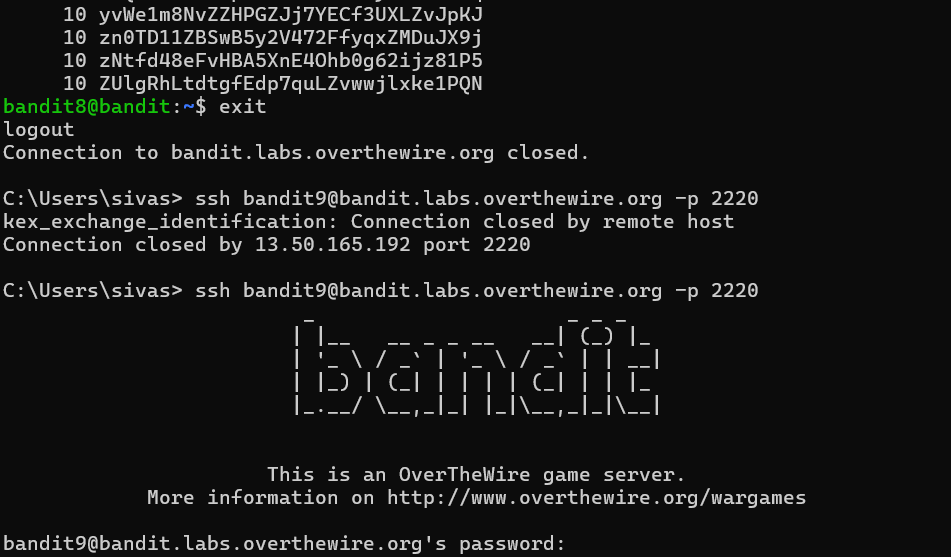 10 yvWe1m8NvZZHPGZJj7YECf3UXLZvJpKJ
10 zn0TD11ZBSwB5y2V472FfyqxZMDuJX9j
10 zNtfd48eFvHBA5XnE4Ohb0g62ijz81P5
10 ZUlgRhLtdtgfEdp7quLZvwwjlxke1PQN
bandit8@bandit:~$ exit
logout
Connection to bandit.labs.overthewire.org closed.
C:\Users\sivas> ssh bandit9@bandit.labs.overthewire.org -p 2220
kex_exchange_identification: Connection closed by remote host
Connection closed by 13.50.165.192 port 2220
C:\Users\sivas> ssh bandit9@bandit.labs.overthewire.org -p 2220
bandit
This is an OverTheWire game server.
More information on http://www.overthewire.org/wargames
bandit9@bandit.labs.overthewire.org's password: